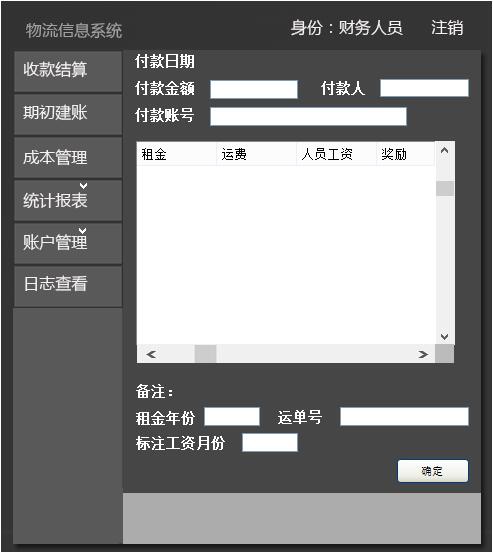 物流信息系统 身份：财务人员 注销
收款结算
期初建账
成本管理
统计报表
账户管理
日志查看
付款日期
付款金额 付款人
付款账号
租金 运费 人员工资 奖励
备注：
租金年份 运单号
标注工资月份
确定